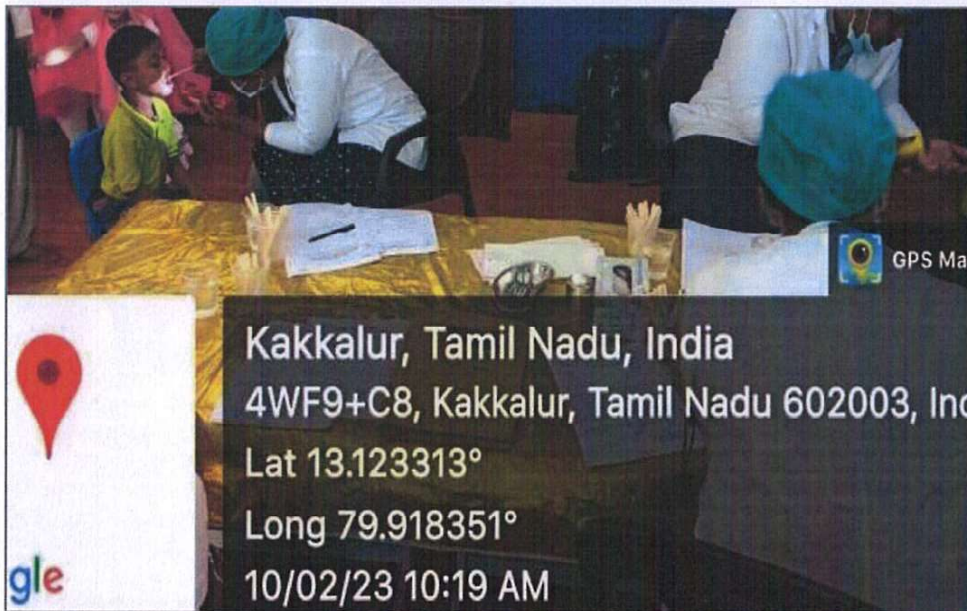 GPS Ma
Kakkalur, Tamil Nadu, India
4WF9+C8, Kakkalur, Tamil Nadu 602003, Ind
Lat 13.123313°
Long 79.918351°
10/02/23 10:19 AM
gle